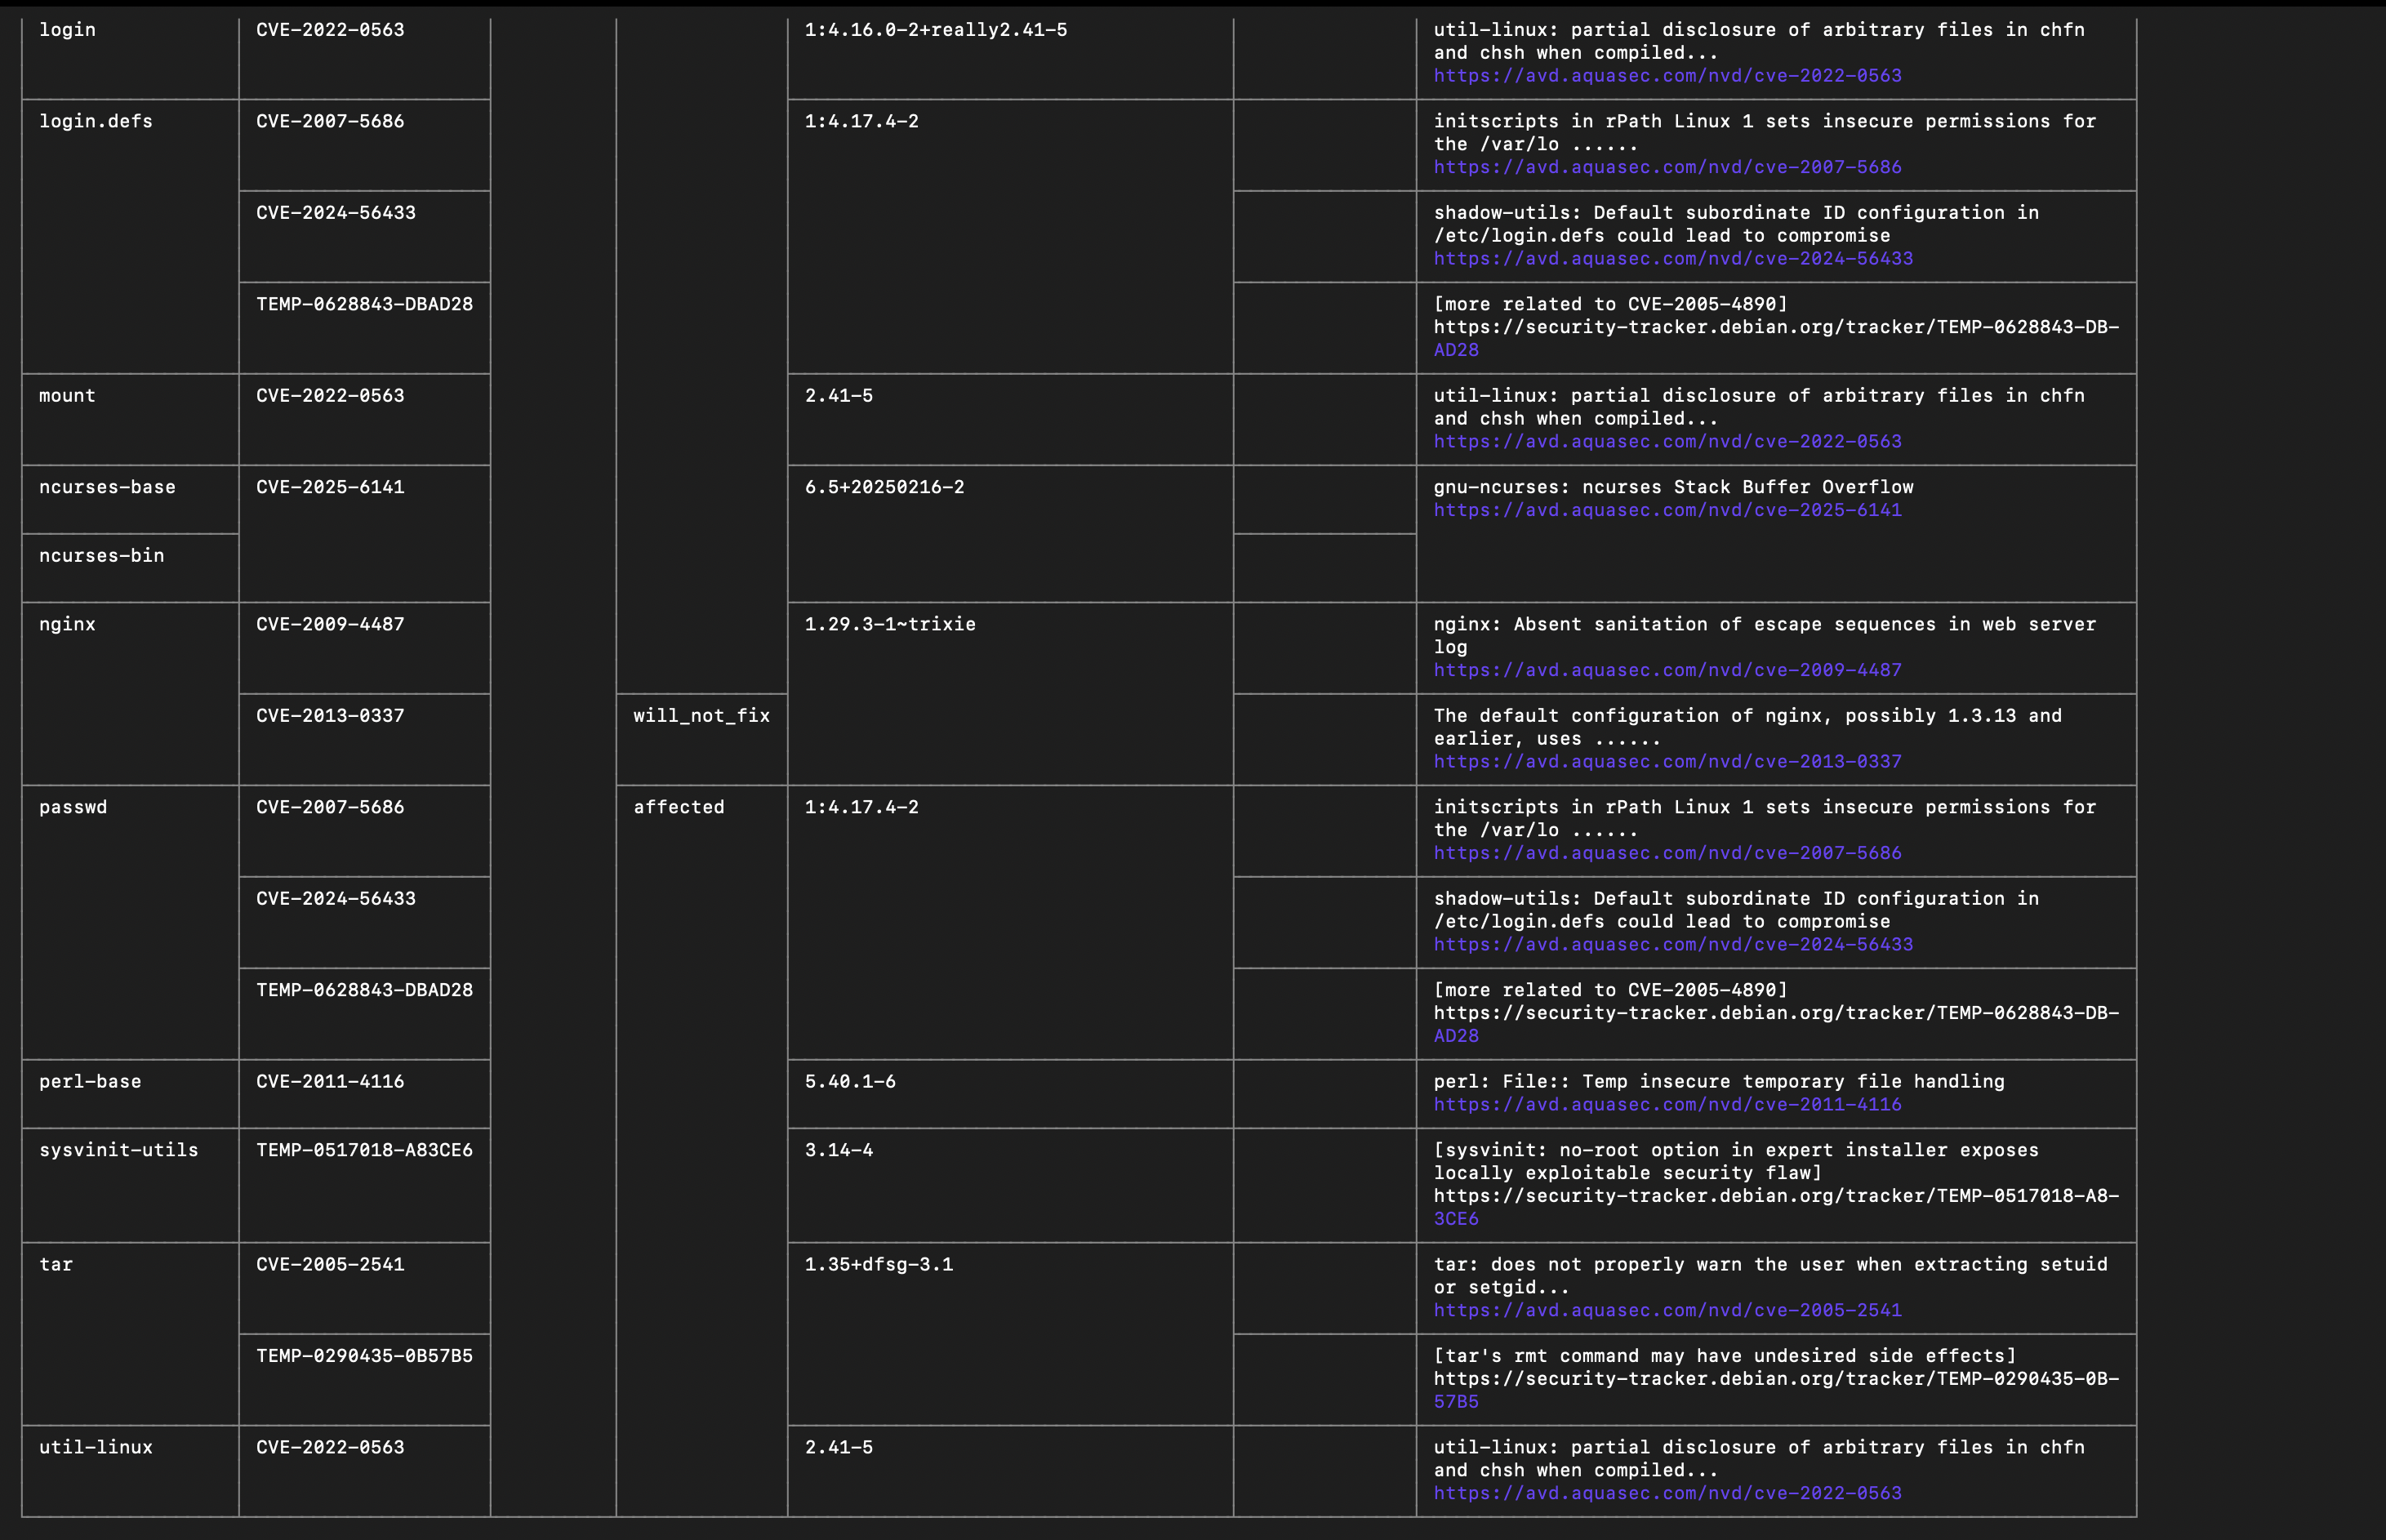 login CVE-2022-0563 1:4.16.0-2+really2.41-5 util-linux: partial disclosure of arbitrary files in chfn
and chsh when compiled...
https://avd.aquasec.com/nvd/cve-2022-0563
login.defs CVE-2007-5686 1:4.17.4-2 initscripts in rPath Linux 1 sets insecure permissions for
the /var/lo ......
https://avd.aquasec.com/nvd/cve-2007-5686
CVE-2024-56433 shadow-utils: Default subordinate ID configuration in
/etc/login.defs could lead to compromise
https://avd.aquasec.com/nvd/cve-2024-56433
TEMP-0628843-DBAD28 [more related to CVE-2005-4890]
https://security-tracker.debian.org/tracker/TEMP-0628843-DB-
AD28
mount CVE-2022-0563 2.41-5 util-linux: partial disclosure of arbitrary files in chfn
and chsh when compiled...
https://avd.aquasec.com/nvd/cve-2022-0563
ncurses-base CVE-2025-6141 6.5+20250216-2 gnu-ncurses: ncurses Stack Buffer Overflow
https://avd.aquasec.com/nvd/cve-2025-6141
ncurses-bin
nginx CVE-2009-4487 1.29.3-1~trixie nginx: Absent sanitation of escape sequences in web server
log
https://avd.aquasec.com/nvd/cve-2009-4487
CVE-2013-0337 will_not_fix The default configuration of nginx, possibly 1.3.13 and
earlier, uses ......
https://avd.aquasec.com/nvd/cve-2013-0337
passwd CVE-2007-5686 affected 1:4.17.4-2 initscripts in rPath Linux 1 sets insecure permissions for
the /var/lo ......
https://avd.aquasec.com/nvd/cve-2007-5686
CVE-2024-56433 shadow-utils: Default subordinate ID configuration in
/etc/login.defs could lead to compromise
https://avd.aquasec.com/nvd/cve-2024-56433
TEMP-0628843-DBAD28 [more related to CVE-2005-4890]
https://security-tracker.debian.org/tracker/TEMP-0628843-DB-
AD28
perl-base CVE-2011-4116 5.40.1-6 perl: File:: Temp insecure temporary file handling
https://avd.aquasec.com/nvd/cve-2011-4116
sysvinit-utils TEMP-0517018-A83CE6 3.14-4 [sysvinit: no-root option in expert installer exposes
locally exploitable security flaw]
https://security-tracker.debian.org/tracker/TEMP-0517018-A8-
3CE6
tar CVE-2005-2541 1.35+dfsg-3.1 tar: does not properly warn the user when extracting setuid
or setgid...
https://avd.aquasec.com/nvd/cve-2005-2541
TEMP-0290435-0B57B5 [tar's rmt command may have undesired side effects]
https://security-tracker.debian.org/tracker/TEMP-0290435-0B-
57B5
util-linux CVE-2022-0563 2.41-5 util-linux: partial disclosure of arbitrary files in chfn
and chsh when compiled...
https://avd.aquasec.com/nvd/cve-2022-0563